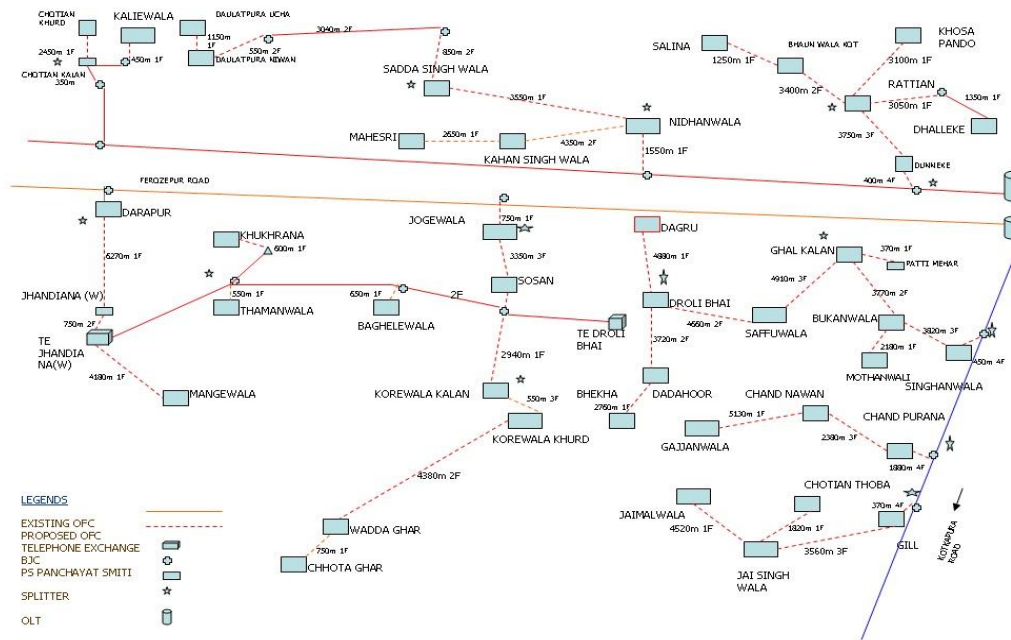 CHOTIAN
KHURD
KALIEWALA
DAULATPURA UCHA
2450m 1F
450m 1F
CHOTIAN KALAN
350m
1150m
1F
550m 2F
DAULATPURA NIWAN
3040m 2F
850m 2F
SADDA SINGH WALA
3550m 1F
MAHESRI
2650m 1F
KAHAN SINGH WALA
4350m 2F
NIDHANWALA
1550m 1F
SALINA
1250m 1F
BHAUN WALA KOT
3400m 2F
KHOSA
PANDO
3100m 1F
RATTIAN
3050m 1F
1350m 1F
DHALLEKE
3750m 3F
DUNNEKE
400m 4F
FEROZEPUR ROAD
DARAPUR
6270m 1F
KHUKHRANA
600m 1F
JHANDIANA (W)
750m 2F
TE
JHANDIA
NA(W)
550m 1F
THAMANWALA
650m 1F
BAGHELEWALA
2F
4180m 1F
MANGEWALA
JOGEWALA
750m 1F
3350m 3F
SOSAN
2940m 1F
TE DROLI
BHAI
KOREWALA KALAN
550m 3F
KOREWALA KHURD
4380m 2F
WADDA GHAR
750m 1F
CHHOTA GHAR
DAGRU
4880m 1F
DROLI BHAI
4660m 2F
3720m 2F
BHEKHA
2760m 1F
DADAHOOR
GHAL KALAN
370m 1F
PATTI MEHAR
4910m 3F
SAFFUWALA
3770m 2F
BUKANWALA
3820m 3F
2180m 1F
MOTHANWALI
450m 4F
SINGHANWALA
CHAND NAWAN
5130m 1F
GAJJANWALA
2380m 3F
CHAND PURANA
1880m 4F
CHOTIAN THOBA
JAIMALWALA
4520m 1F
1820m 1F
370m 4F
GILL
3560m 3F
JAI SINGH
WALA
KOTKAPURA
ROAD
LEGENDS
EXISTING OFC
PROPOSED OFC
TELEPHONE EXCHANGE
BJC
PS PANCHAYAT SMITI
SPLITTER
OLT